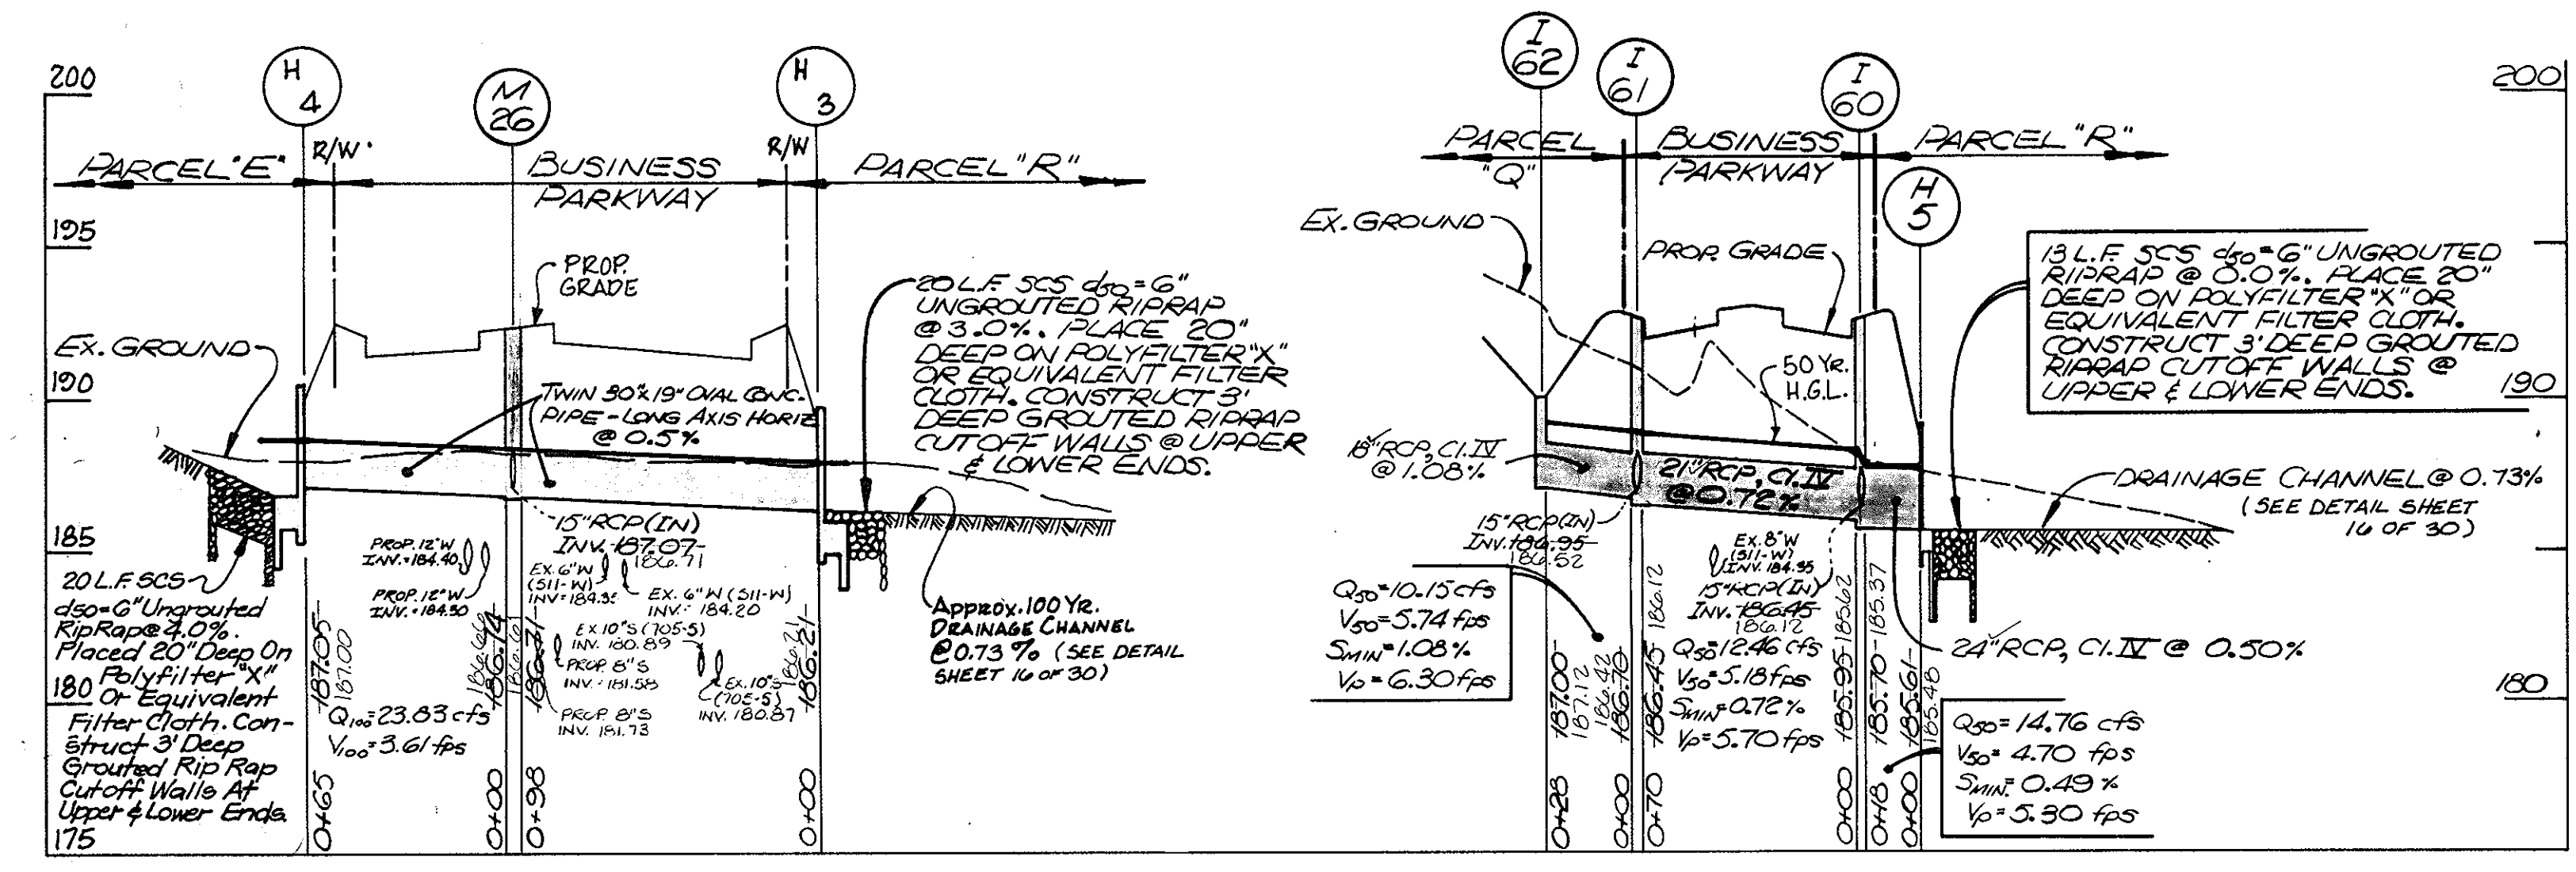 200
195
190
185
180
175
H
4
M
26
H
3
PARCEL "E"
R/W
BUSINESS
PARKWAY
R/W
PARCEL "R"
PROP.
GRADE
EX. GROUND
TWIN 30"x19" OVAL CONC.
PIPE - LONG AXIS HORIZ
@ 0.5%
20 L.F. SCS d50=6"
UNGROUTED RIPRAP
@ 3.0%. PLACE 20"
DEEP ON POLYFILTER "X"
OR EQUIVALENT FILTER
CLOTH. CONSTRUCT 3'
DEEP GROUTED RIPRAP
CUTOFF WALLS @ UPPER
& LOWER ENDS.
15" RCP (IN)
INV. 187.07
186.71
PROP. 12" W
INV. = 184.40
PROP. 12" W
INV. 184.50
EX. 6" W
(511-W)
INV = 184.35
EX. 6" W (511-W)
INV. 184.20
EX. 10" S (705-S)
INV. 180.89
PROP. 8" S
INV. 181.58
PROP. 8" S
INV. 181.73
EX. 10" S
(705-S)
INV. 180.87
Approx. 100 YR.
DRAINAGE CHANNEL
@ 0.73% (SEE DETAIL
SHEET 16 OF 30)
20 L.F. SCS
d50=6" Ungrouted
Rip Rap @ 4.0%.
Placed 20" Deep On
Polyfilter "X"
Or Equivalent
Filter Cloth. Con-
struct 3' Deep
Grouted Rip Rap
Cutoff Walls At
Upper & Lower Ends.
Q100=23.83 cfs
V100=3.61 fps
187.05
187.00
186.66
186.74
186.61
186.71
186.21
186.21
0+65
0+00
0+98
0+00
I
62
I
61
I
60
H
5
PARCEL
"Q"
BUSINESS
PARKWAY
PARCEL "R"
EX. GROUND
PROP. GRADE
50 YR.
H.G.L.
18" RCP, Cl. IV
@ 1.08%
21" RCP, Cl. IV
@ 0.72%
13 L.F. SCS d50=6" UNGROUTED
RIPRAP @ 0.0%. PLACE 20"
DEEP ON POLYFILTER "X" OR
EQUIVALENT FILTER CLOTH.
CONSTRUCT 3' DEEP GROUTED
RIPRAP CUTOFF WALLS @
UPPER & LOWER ENDS.
DRAINAGE CHANNEL @ 0.73%
(SEE DETAIL SHEET
16 OF 30)
15" RCP (IN)
INV. 186.95
186.52
EX. 8" W
(511-W)
INV. 184.35
15" RCP (IN)
INV. 186.45
186.12
Q50=10.15 cfs
V50=5.74 fps
SMIN=1.08%
Vp=6.30 fps
Q50=12.46 cfs
V50=5.18 fps
SMIN=0.72%
Vp=5.70 fps
24" RCP, Cl. IV @ 0.50%
Q50=14.76 cfs
V50=4.70 fps
SMIN=0.49%
Vp=5.30 fps
187.00
187.12
186.42
186.70
186.45
186.12
185.95
185.62
185.70
185.37
185.61
185.48
0+28
0+00
0+70
0+00
0+18
0+00
200
190
180